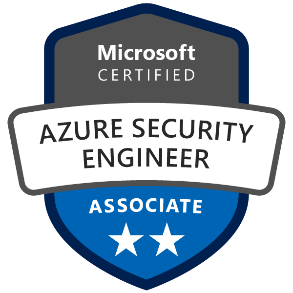 Microsoft
CERTIFIED
AZURE SECURITY
ENGINEER
ASSOCIATE